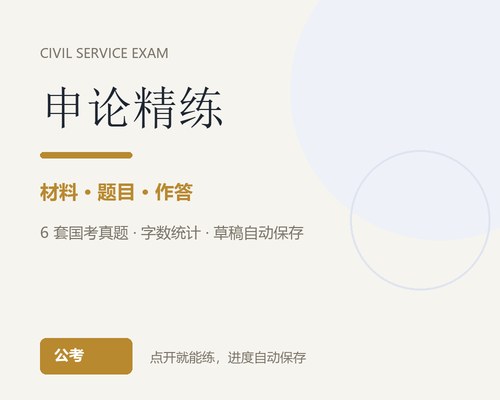 CIVIL SERVICE EXAM
申论精练
材料·题目·作答
6 套国考真题 · 字数统计 · 草稿自动保存
公考
点开就能练，进度自动保存